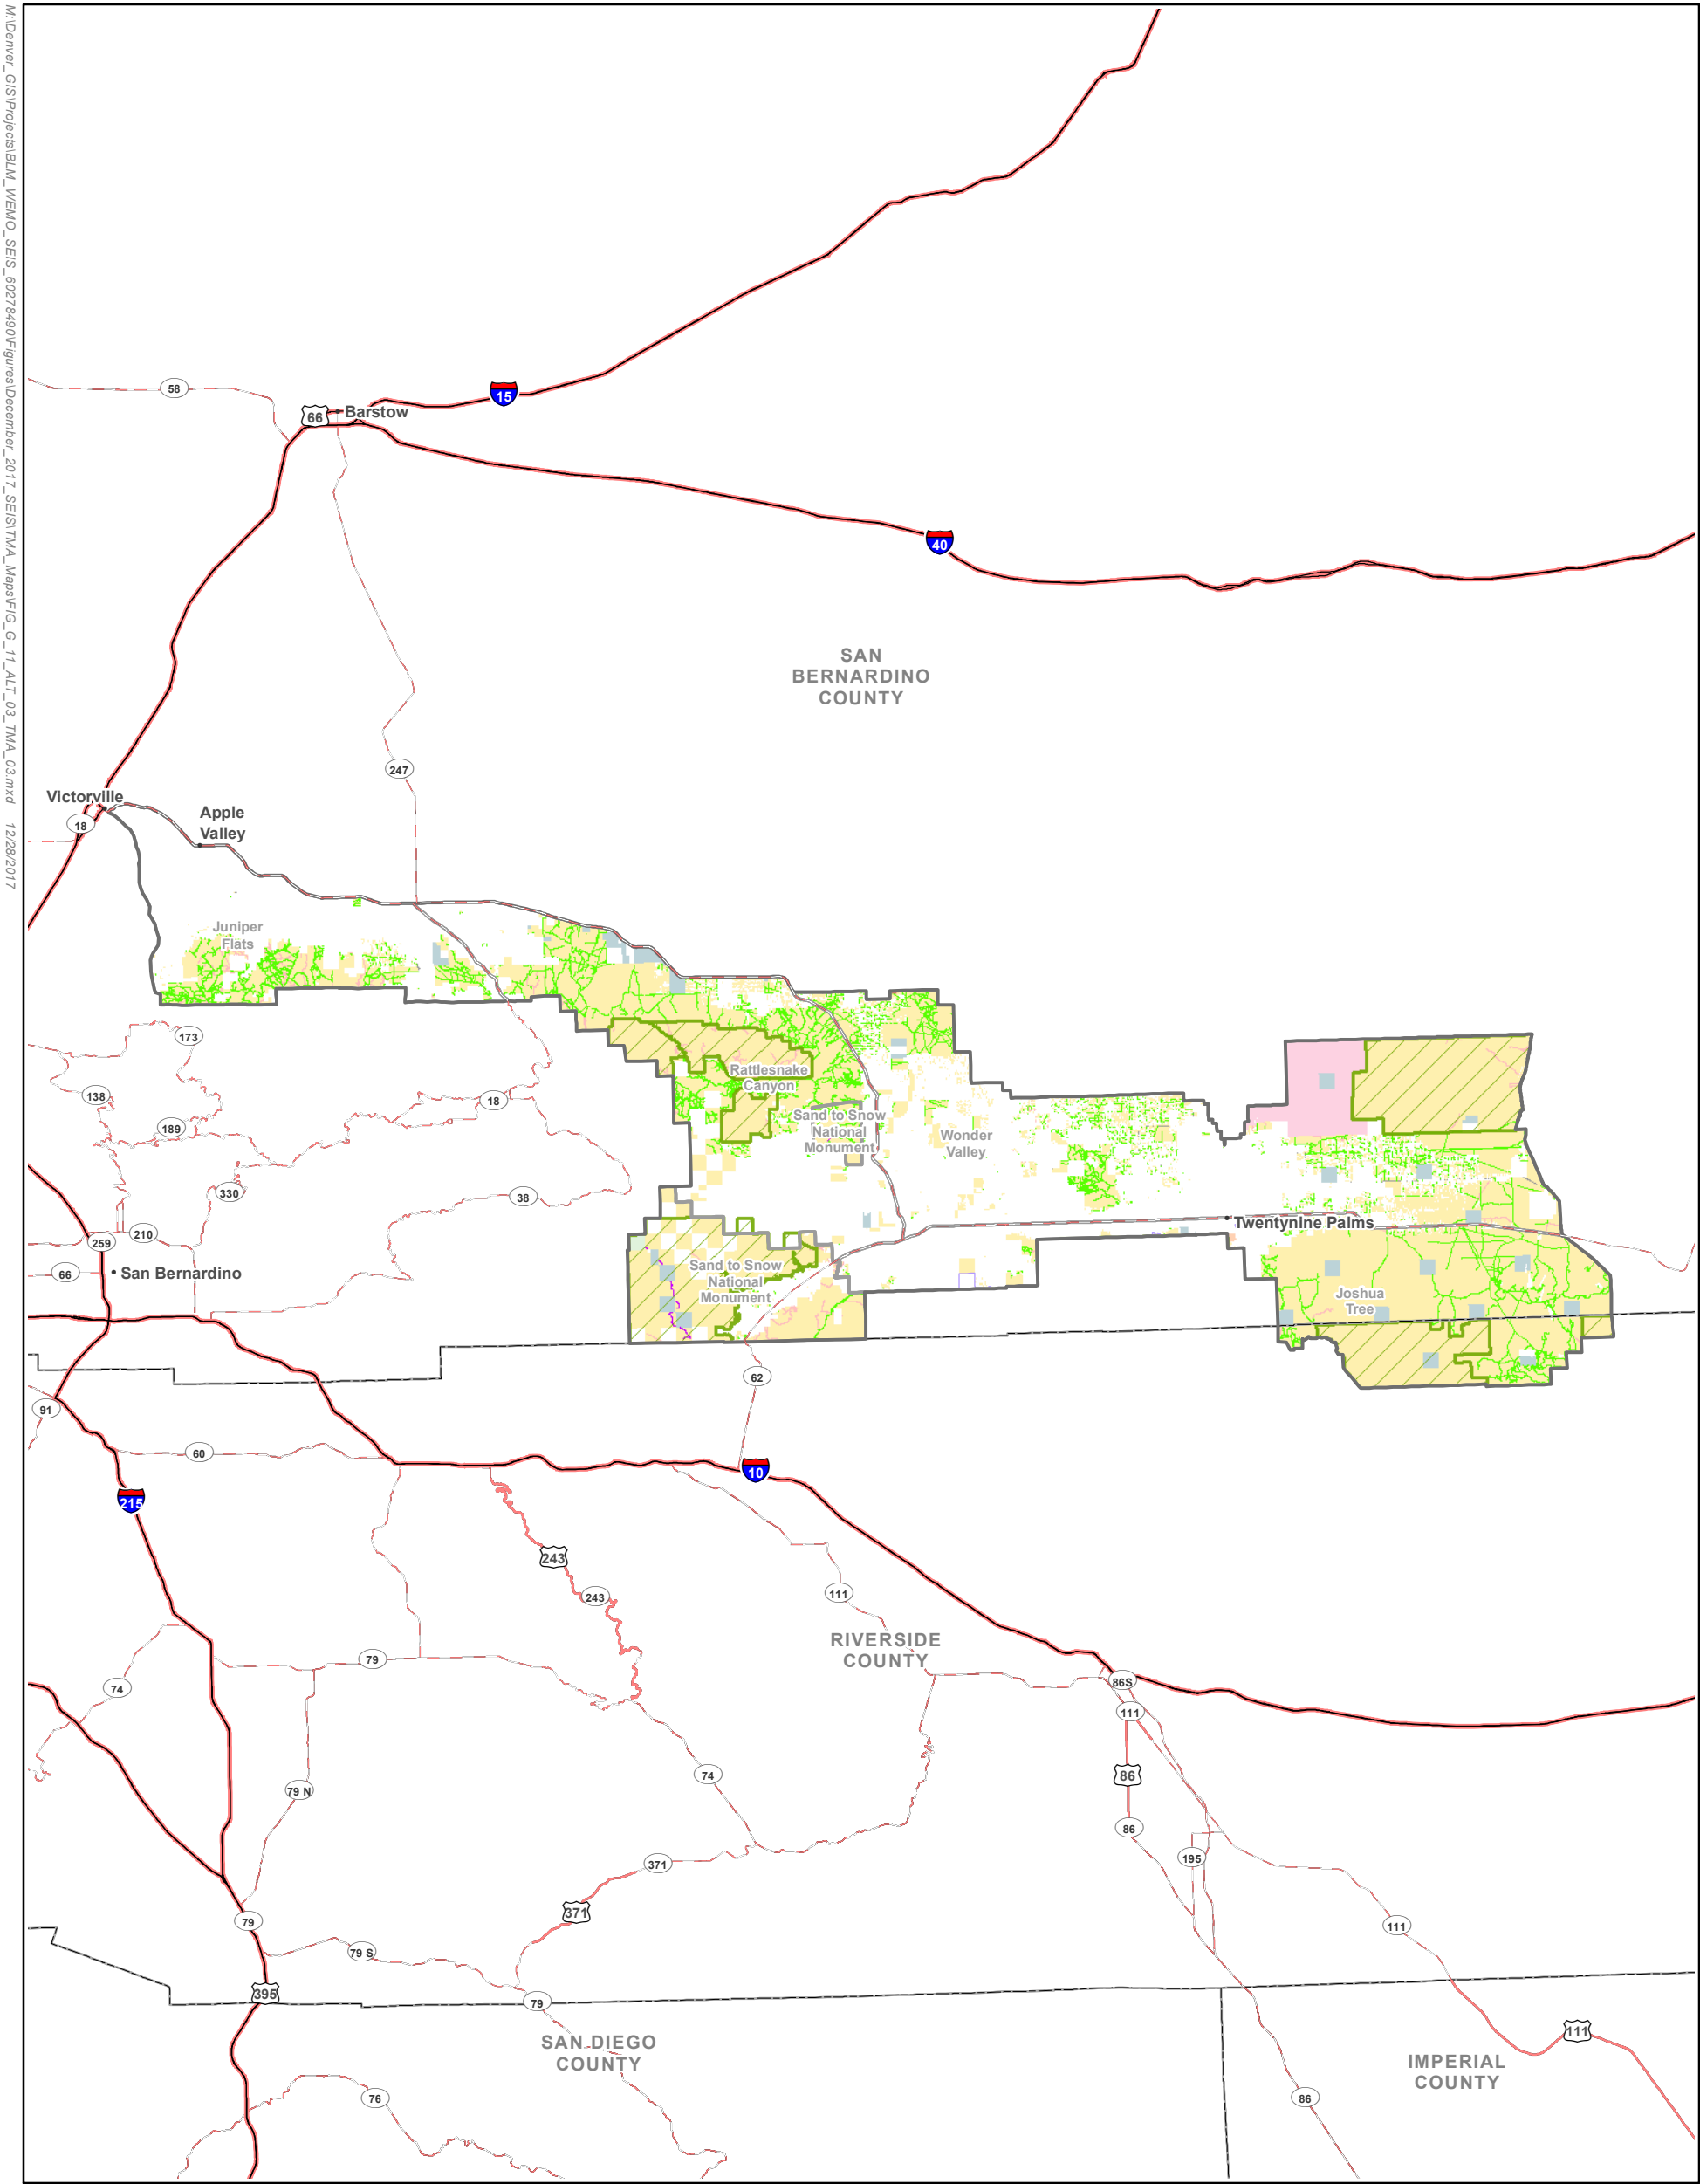 M:\Denver_GIS\Projects\BLM_WEMO_SEIS_60278490\Figures\December_2017_SEIS\TMA_Maps\FIG_G_11_ALT_03_TMA_03.mxd 12/28/2017
58
15
66
Barstow
40
SAN
BERNARDINO
COUNTY
247
Victorville
18
Apple
Valley
Juniper
Flats
173
138
189
18
Rattlesnake
Canyon
Sand to Snow
National
Monument
Wonder
Valley
330
38
259
210
66
San Bernardino
Twentynine Palms
Sand to Snow
National
Monument
Joshua
Tree
62
91
60
10
215
243
243
111
RIVERSIDE
COUNTY
79
74
86S
111
79 N
74
86
86
195
371
371
79
79 S
111
395
79
SAN DIEGO
COUNTY
111
IMPERIAL
COUNTY
76
86